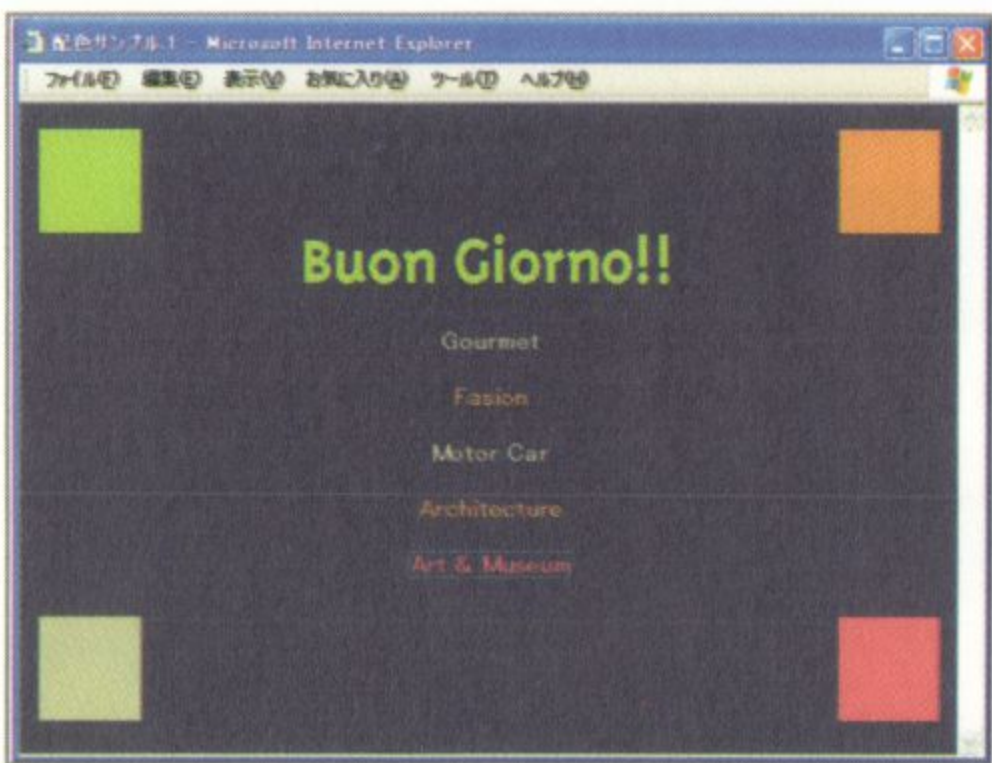 配色サンプル 1 - Microsoft Internet Explorer
ファイル(F) 編集(E) 表示(V) お気に入り(A) ツール(T) ヘルプ(H)
Buon Giorno!!
Gourmet
Fasion
Motor Car
Architecture
Art & Museum